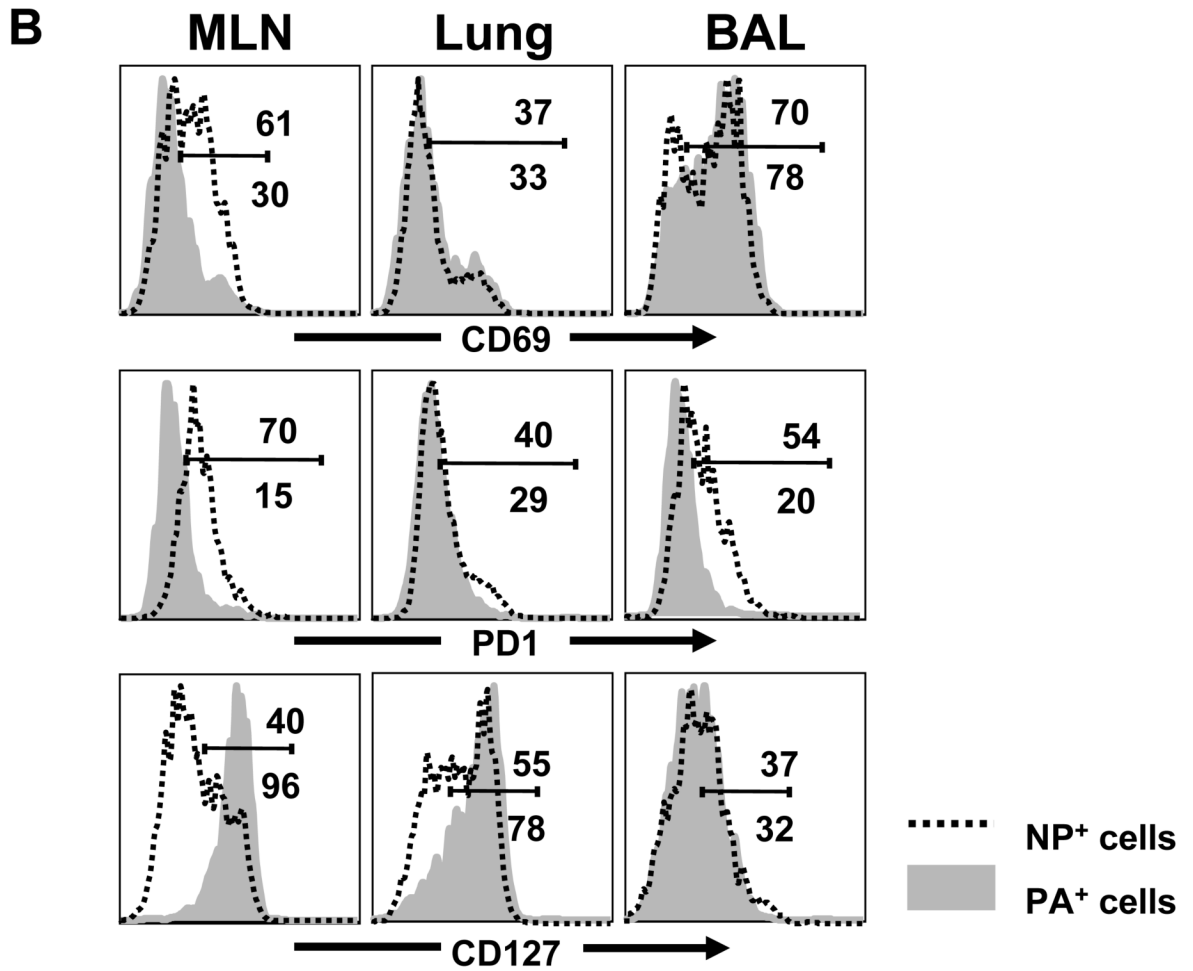 B
MLN Lung BAL
61 37 70
30 33 78
CD69
70 40 54
15 29 20
PD1
40 55 37
96 78 32
CD127
NP+ cells
PA+ cells